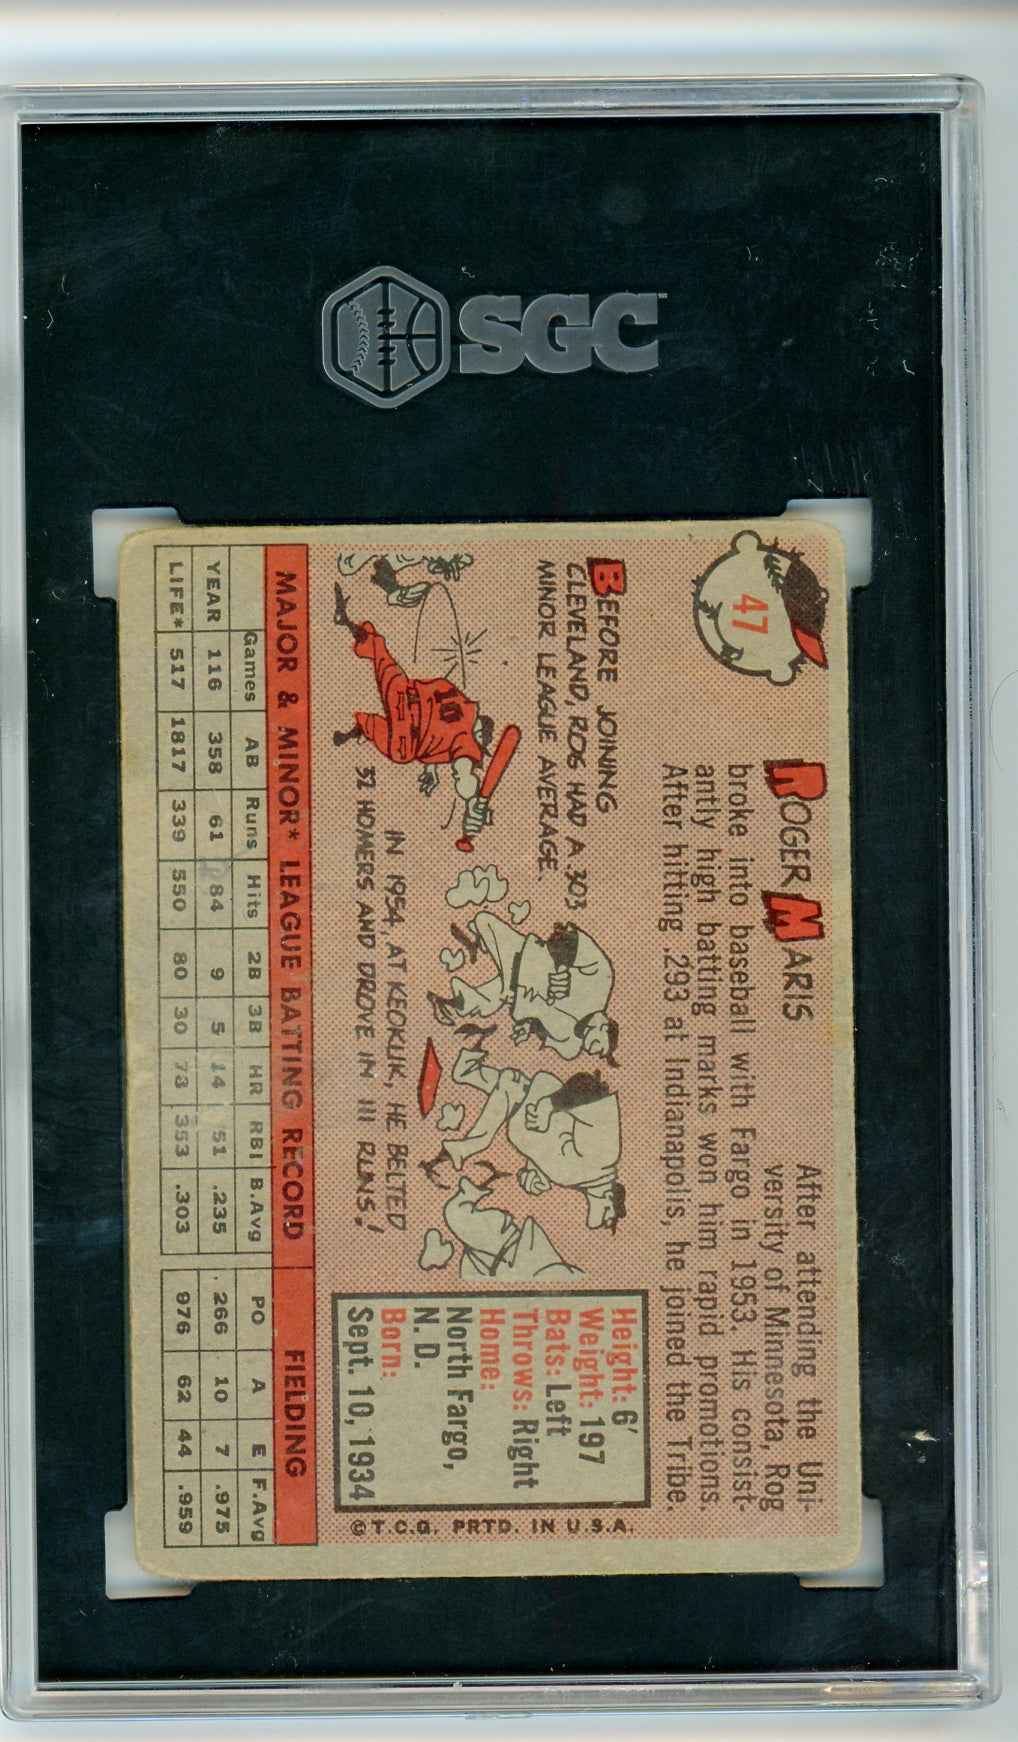 SGC™
47
ROGER MARIS
After attending the Uni-
versity of Minnesota, Rog
broke into baseball with Fargo in 1953. His consist-
antly high batting marks won him rapid promotions.
After hitting .293 at Indianapolis, he joined the Tribe.
BEFORE JOINING
CLEVELAND, ROG HAD A .303
MINOR LEAGUE AVERAGE.
10
IN 1954, AT KEOKUK, HE BELTED
32 HOMERS AND DROVE IN 111 RUNS!
Height: 6'
Weight: 197
Bats: Left
Throws: Right
Home:
North Fargo,
N. D.
Born:
Sept. 10, 1934
©T.C.G. PRTD. IN U.S.A.
MAJOR & MINOR* LEAGUE BATTING RECORD FIELDING
Games AB Runs Hits 2B 3B HR RBI B.Avg PO A E F.Avg
YEAR 116 358 61 84 9 5 14 51 .235 266 10 7 .975
LIFE* 517 1817 339 550 80 30 73 353 .303 976 62 44 .959